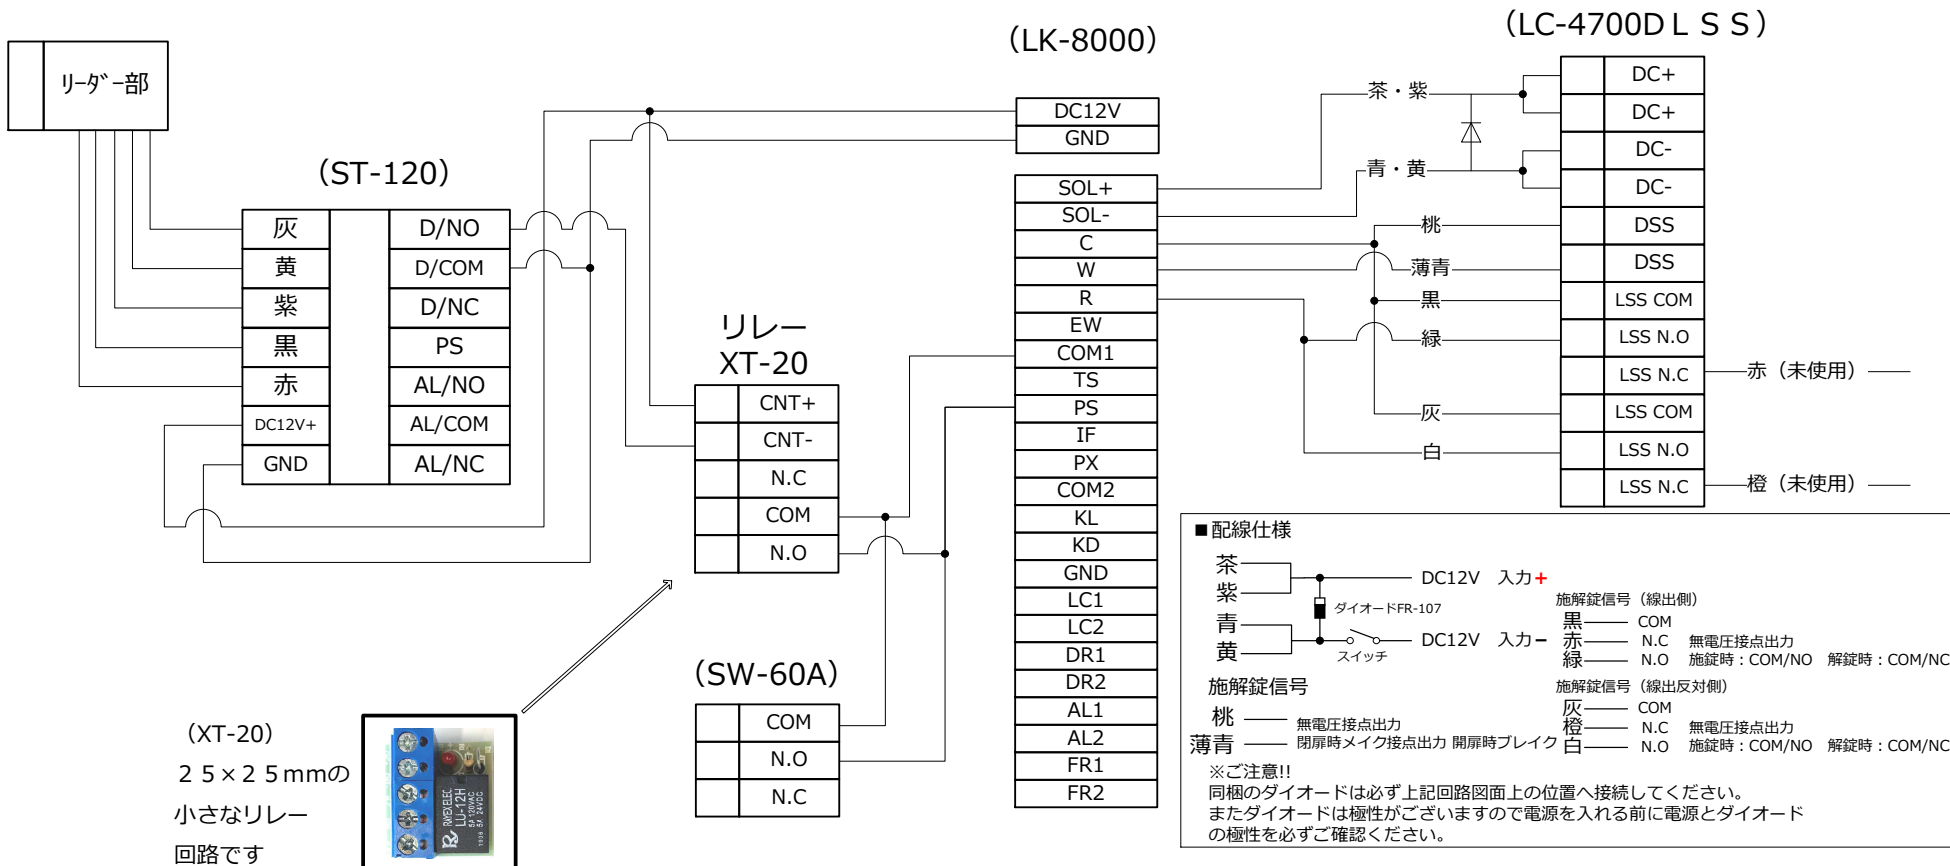 リーダー部
（ST-120）
灰
黄
紫
黒
赤
DC12V+
GND
D/NO
D/COM
D/NC
PS
AL/NO
AL/COM
AL/NC
リレー
XT-20
CNT+
CNT-
N.C
COM
N.O
（SW-60A）
COM
N.O
N.C
（XT-20）
２５×２５mmの
小さなリレー
回路です
RAYEX ELEC.
LU-12H
5A 120VAC
5A 24VDC
（LK-8000）
DC12V
GND
SOL+
SOL-
C
W
R
EW
COM1
TS
PS
IF
PX
COM2
KL
KD
GND
LC1
LC2
DR1
DR2
AL1
AL2
FR1
FR2
（LC-4700DＬＳＳ）
茶・紫
青・黄
桃
薄青
黒
緑
灰
白
DC+
DC+
DC-
DC-
DSS
DSS
LSS COM
LSS N.O
LSS N.C
LSS COM
LSS N.O
LSS N.C
赤（未使用）
橙（未使用）
■配線仕様
茶
紫
青
黄
DC12V 入力+
ダイオードFR-107
DC12V 入力−
スイッチ
施解錠信号
桃
薄青
無電圧接点出力
閉扉時メイク接点出力 開扉時ブレイク
施解錠信号（線出側）
黒 COM
赤 N.C 無電圧接点出力
緑 N.O 施錠時：COM/NO 解錠時：COM/NC
施解錠信号（線出反対側）
灰 COM
橙 N.C 無電圧接点出力
白 N.O 施錠時：COM/NO 解錠時：COM/NC
※ご注意!!
同梱のダイオードは必ず上記回路図面上の位置へ接続してください。
またダイオードは極性がございますので電源を入れる前に電源とダイオード
の極性を必ずご確認ください。